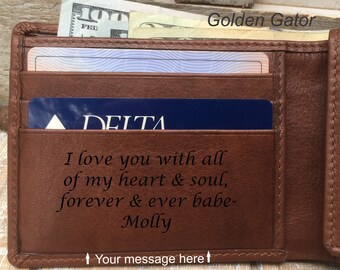 Golden Gator
DELTA
I love you with all
of my heart & soul,
forever & ever babe-
Molly
↑ Your message here ↑